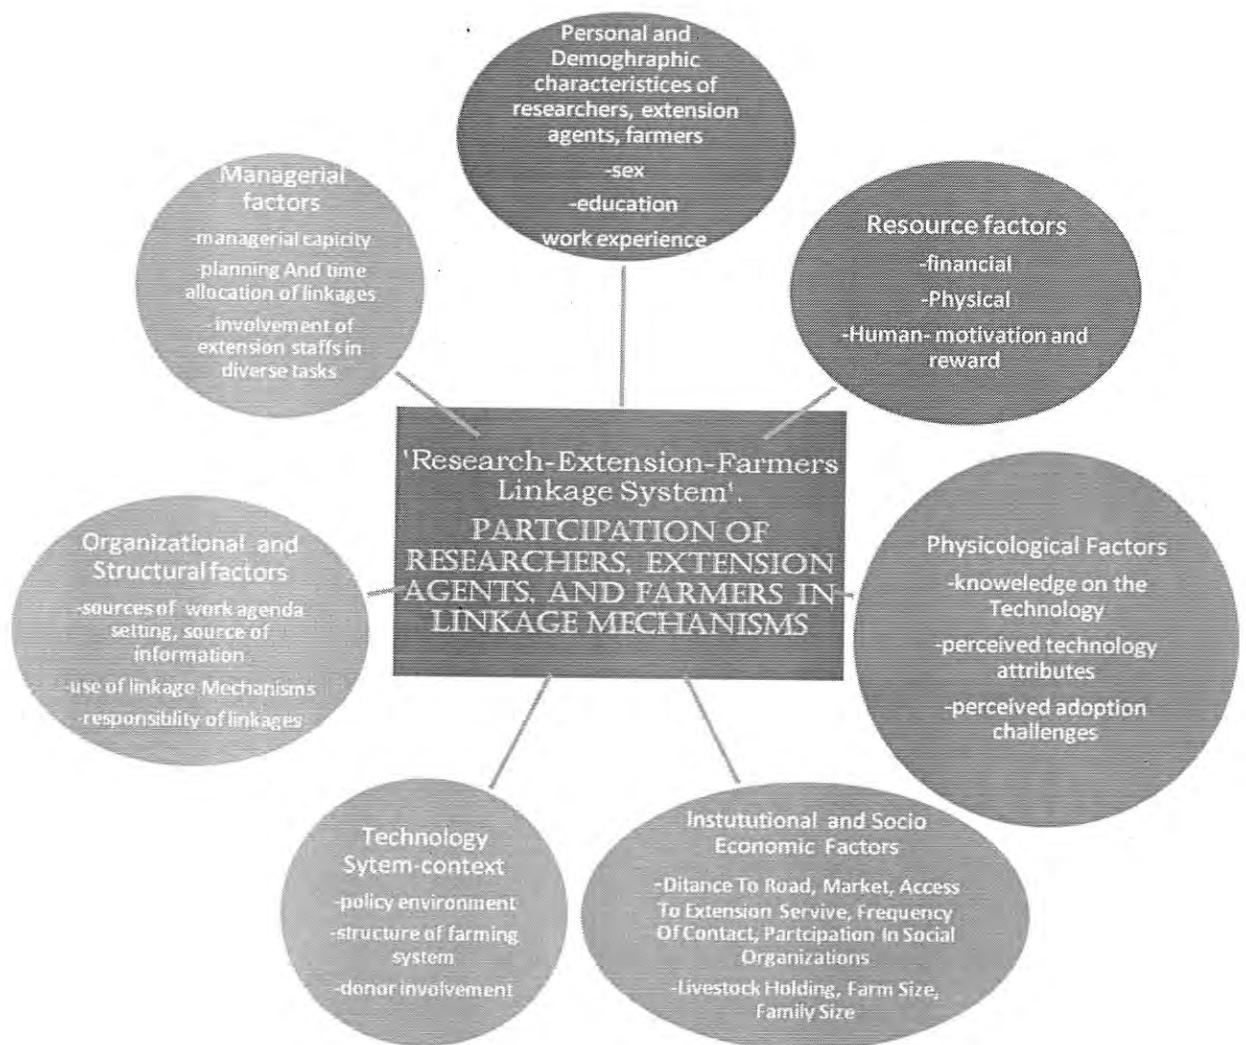 Personal and
Demoghraphic
characteristices of
researchers, extension
agents, farmers
-sex
-education
work experience
Managerial
factors
-managerial capicity
-planning And time
allocation of linkages
- involvement of
extension staffs in
diverse tasks
Resource factors
-financial
-Physical
-Human- motivation and
reward
'Research-Extension-Farmers
Linkage System'.
PARTCIPATION OF
RESEARCHERS, EXTENSION
AGENTS, AND FARMERS IN
LINKAGE MECHANISMS
Organizational and
Structural factors
-sources of work agenda
setting, source of
information
-use of linkage Mechanisms
-responsiblity of linkages
Physicological Factors
-knoweledge on the
Technology
-perceived technology
attributes
-perceived adoption
challenges
Technology
Sytem-context
-policy environment
-structure of farming
system
-donor involvement
Instututional and Socio
Economic Factors
-Ditance To Road, Market, Access
To Extension Servive, Frequency
Of Contact, Partcipation In Social
Organizations
-Livestock Holding, Farm Size,
Family Size